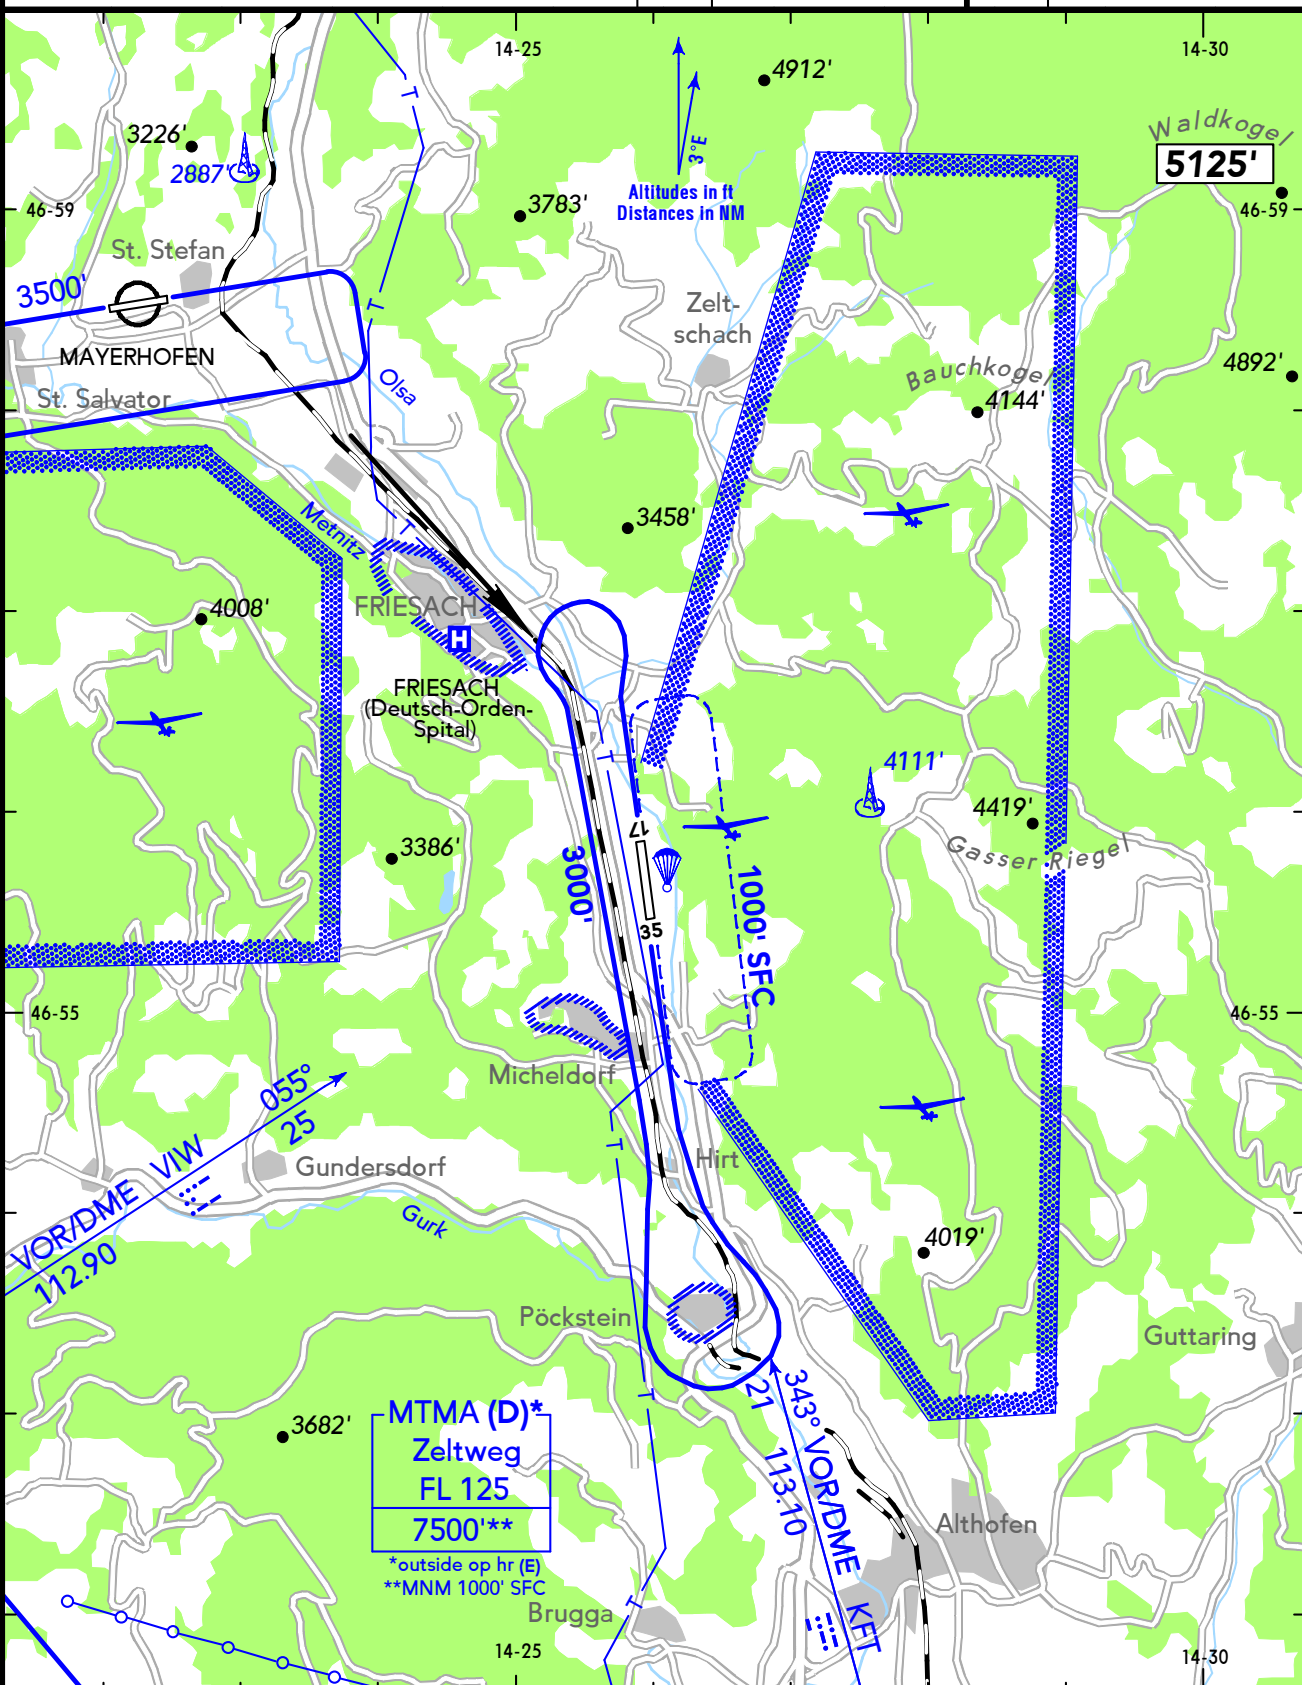 14-25
14-30
4912'
Waldkogel
3226'
3°E
5125'
2887'
Altitudes in ft
Distances in NM
46-59
3783'
46-59
St. Stefan
3500'
Zelt-
schach
MAYERHOFEN
4892'
Bauchkogel
Olsa
St. Salvator
4144'
T
T
T
Metnitz
3458'
FRIESACH
4008'
H
FRIESACH
(Deutsch-Orden-
Spital)
T
4111'
4419'
17
3386'
Gasser Riegel
3000'
1000' SFC
35
46-55
46-55
Micheldorf
055°
25
T
VOR/DME VIW
112.90
Gundersdorf
Hirt
Gurk
4019'
Pöckstein
Guttaring
21
343° VOR/DME KFT
113.10
T
3682'
MTMA (D)*
Zeltweg
FL 125
7500'**
*outside op hr (E)
**MNM 1000' SFC
Althofen
T
Brugga
14-25
14-30